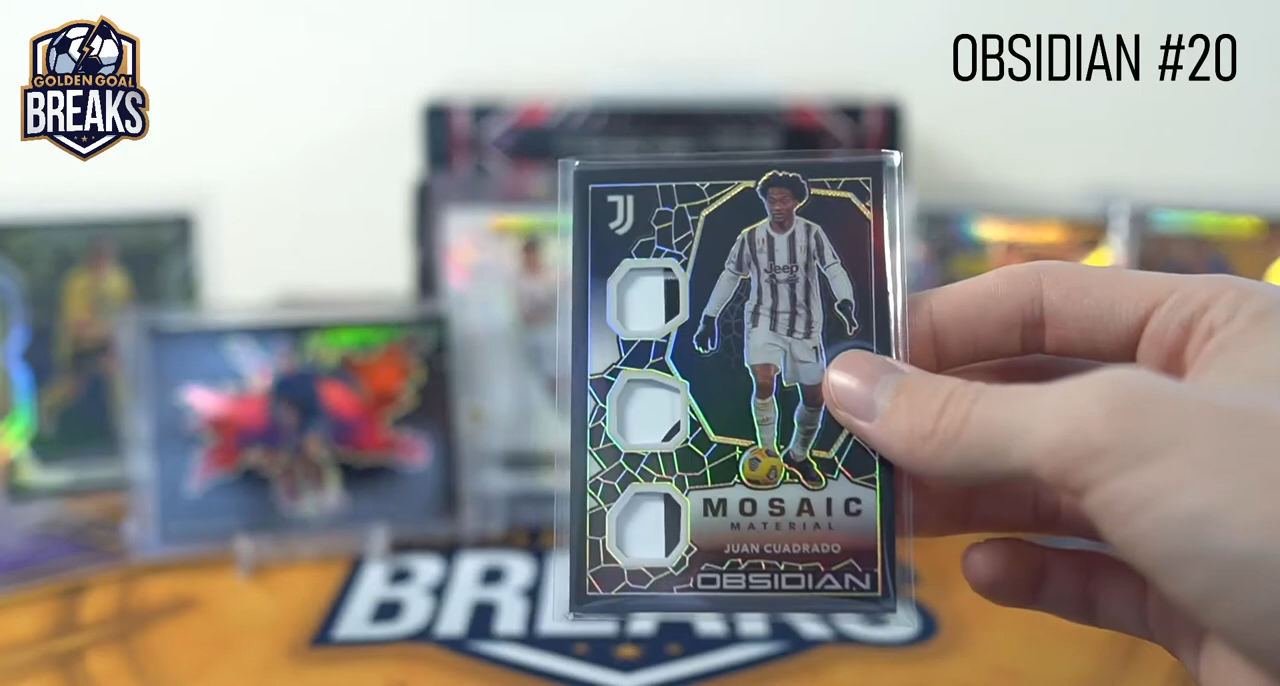 GOLDEN GOAL
BREAKS
OBSIDIAN #20
Jeep
MOSAIC
MATERIAL
JUAN CUADRADO
OBSIDIAN
BREAKS